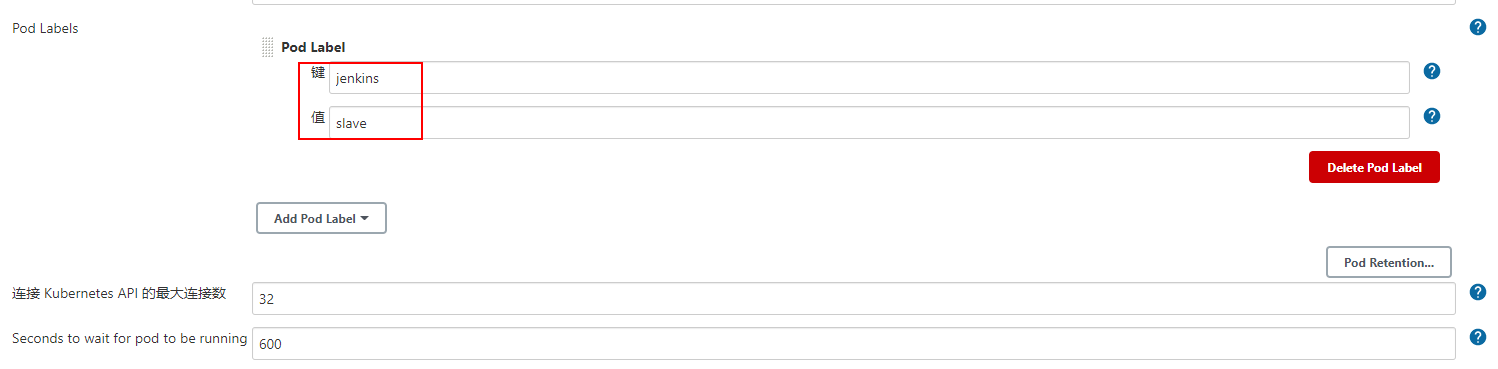 Pod Labels
Pod Label
键 jenkins
值 slave
Delete Pod Label
Add Pod Label
Pod Retention...
连接 Kubernetes API 的最大连接数 32
Seconds to wait for pod to be running 600